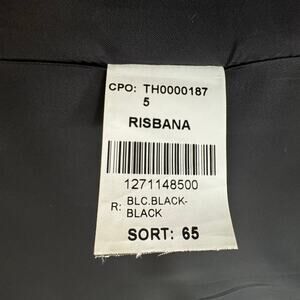 CPO: TH0000187
5
RISBANA
1271148500
R: BLC.BLACK-
BLACK
SORT: 65